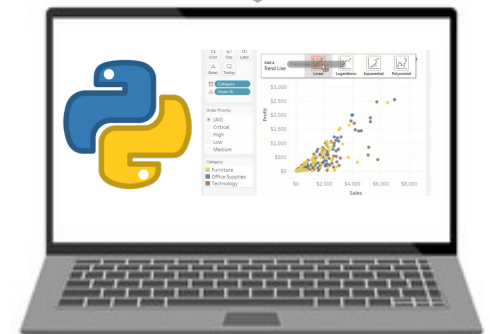 Color
Size
Label
Detail
Tooltip
Category
Order ID
Order Priority
(All)
Critical
High
Low
Medium
Category
Furniture
Office Supplies
Technology
Add a
Trend Line
Linear
Logarithmic
Exponential
Polynomial
Profit
$3,000
$2,500
$2,000
$1,500
$1,000
$500
$0
$0 $2,000 $4,000 $6,000 $8,000
Sales